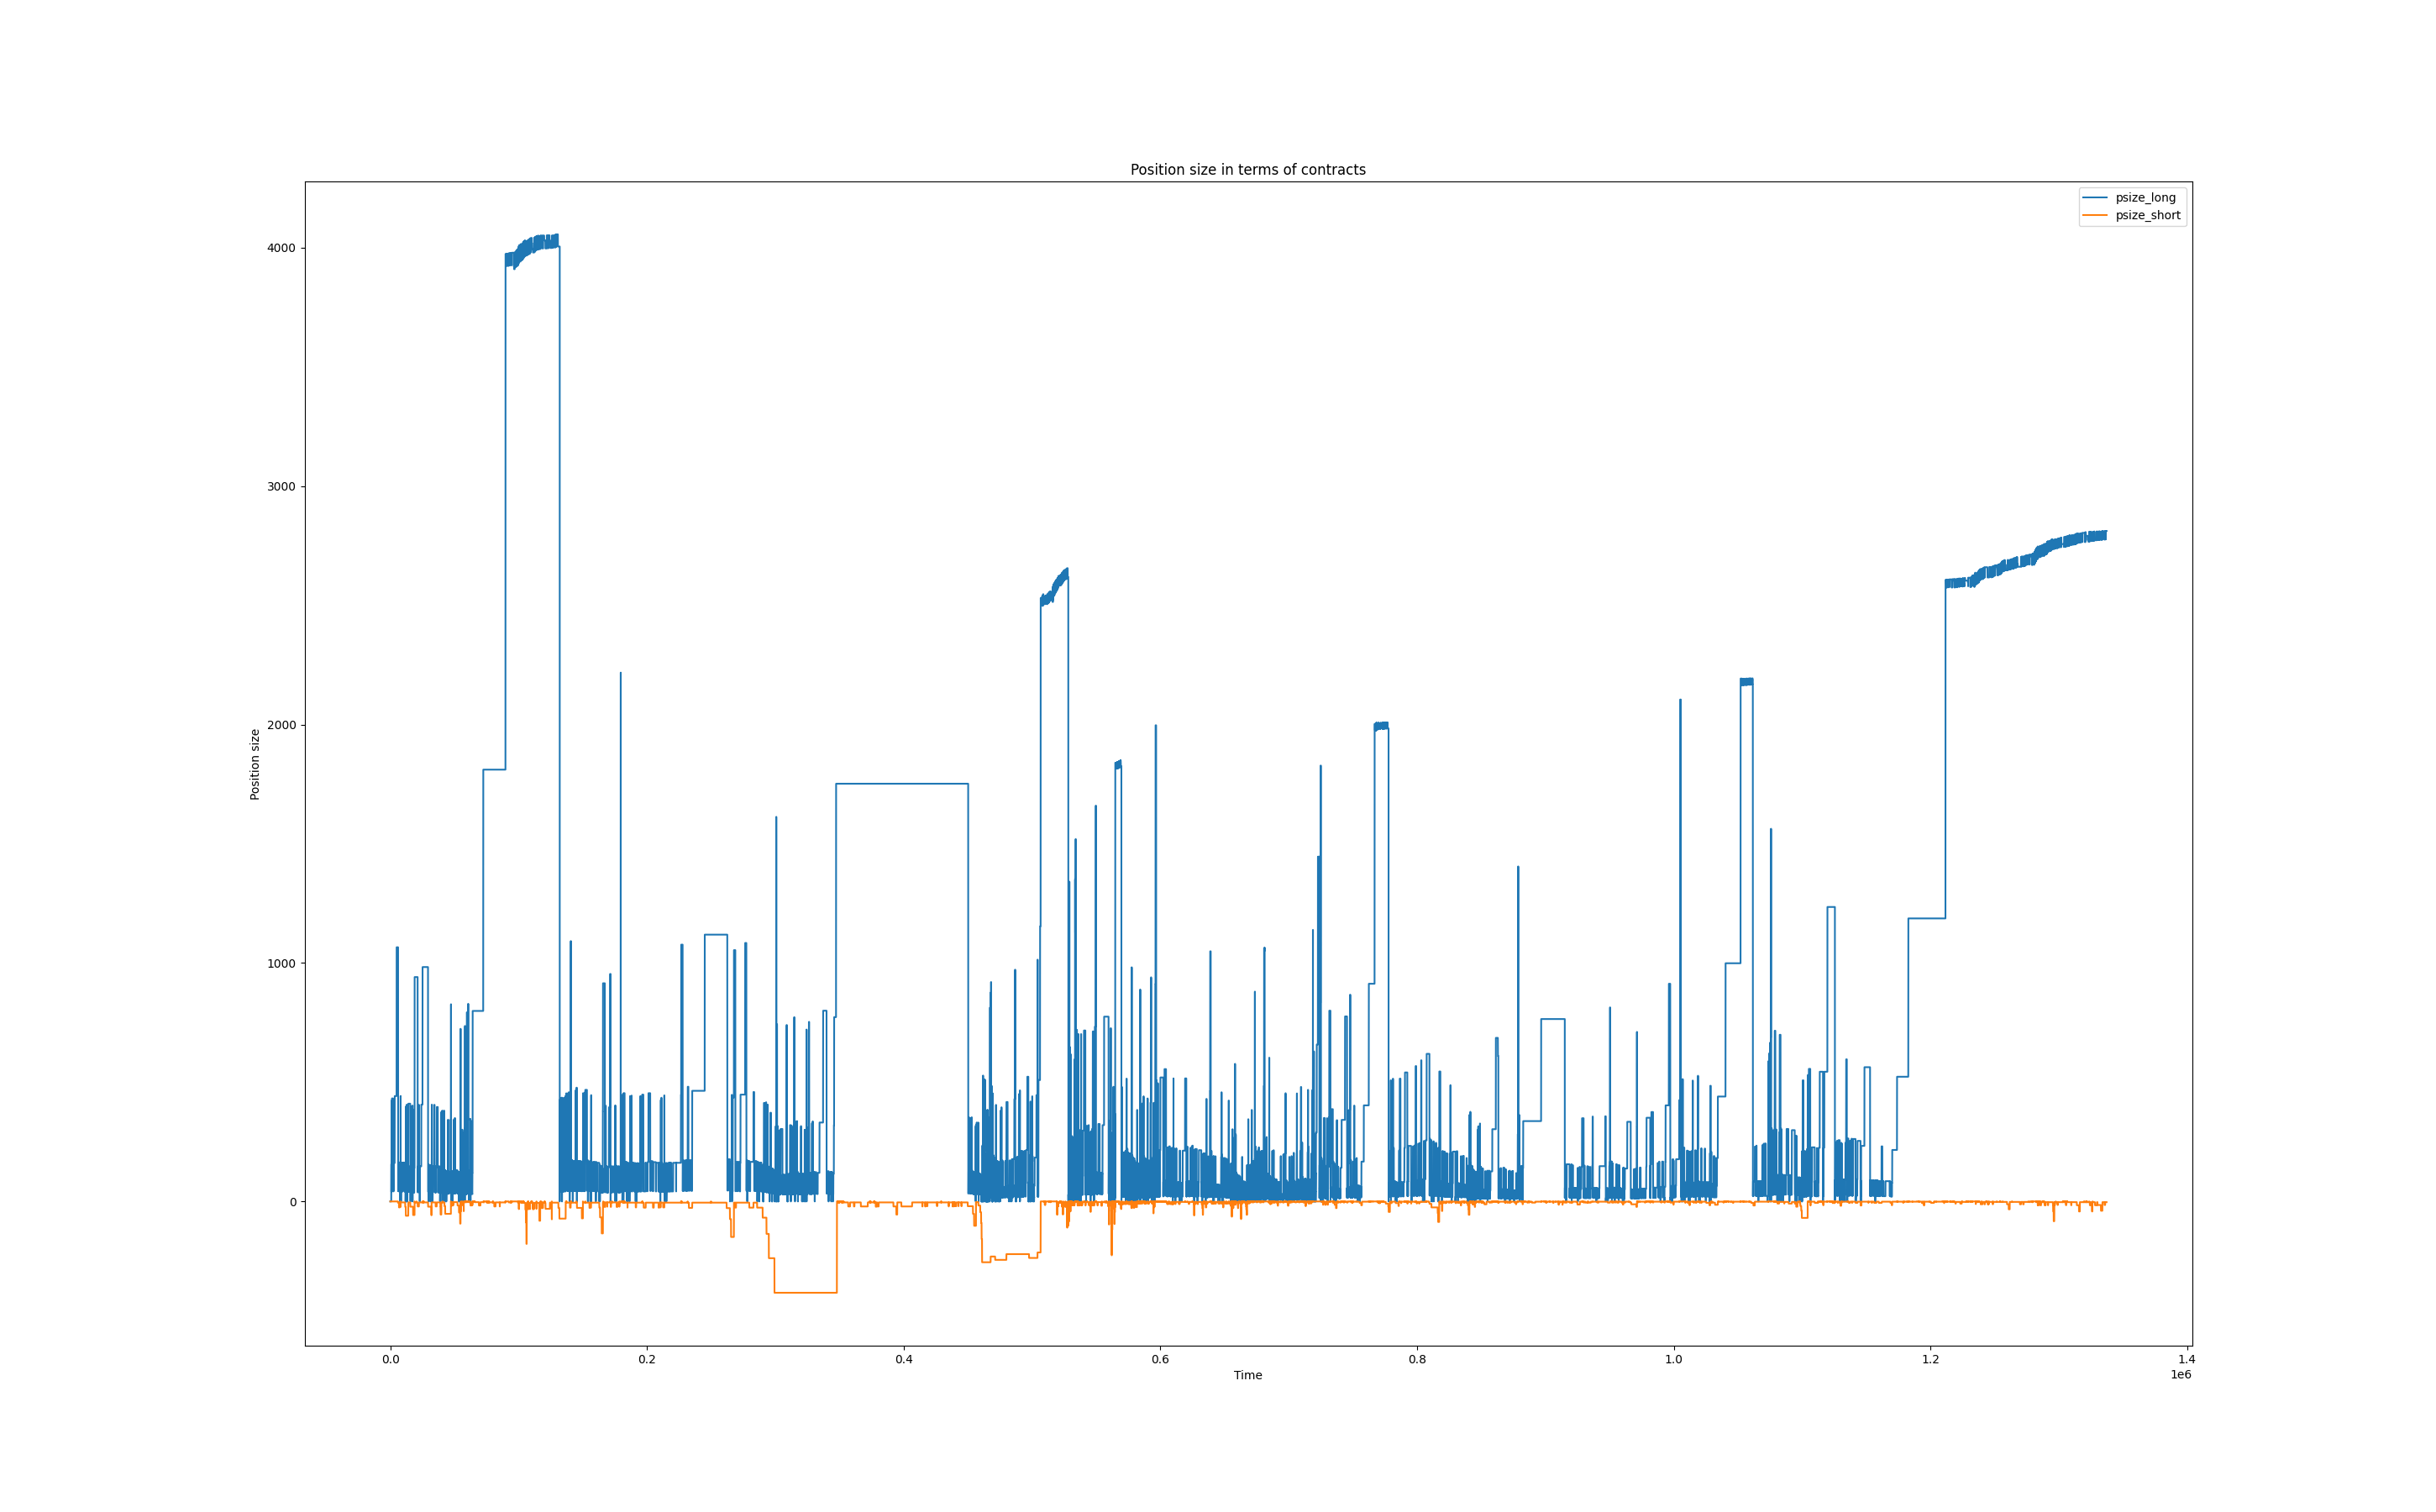 Position size in terms of contracts
psize_long
psize_short
4000
3000
2000
1000
0
Position size
0.0
0.2
0.4
0.6
0.8
1.0
1.2
1.4
Time
1e6